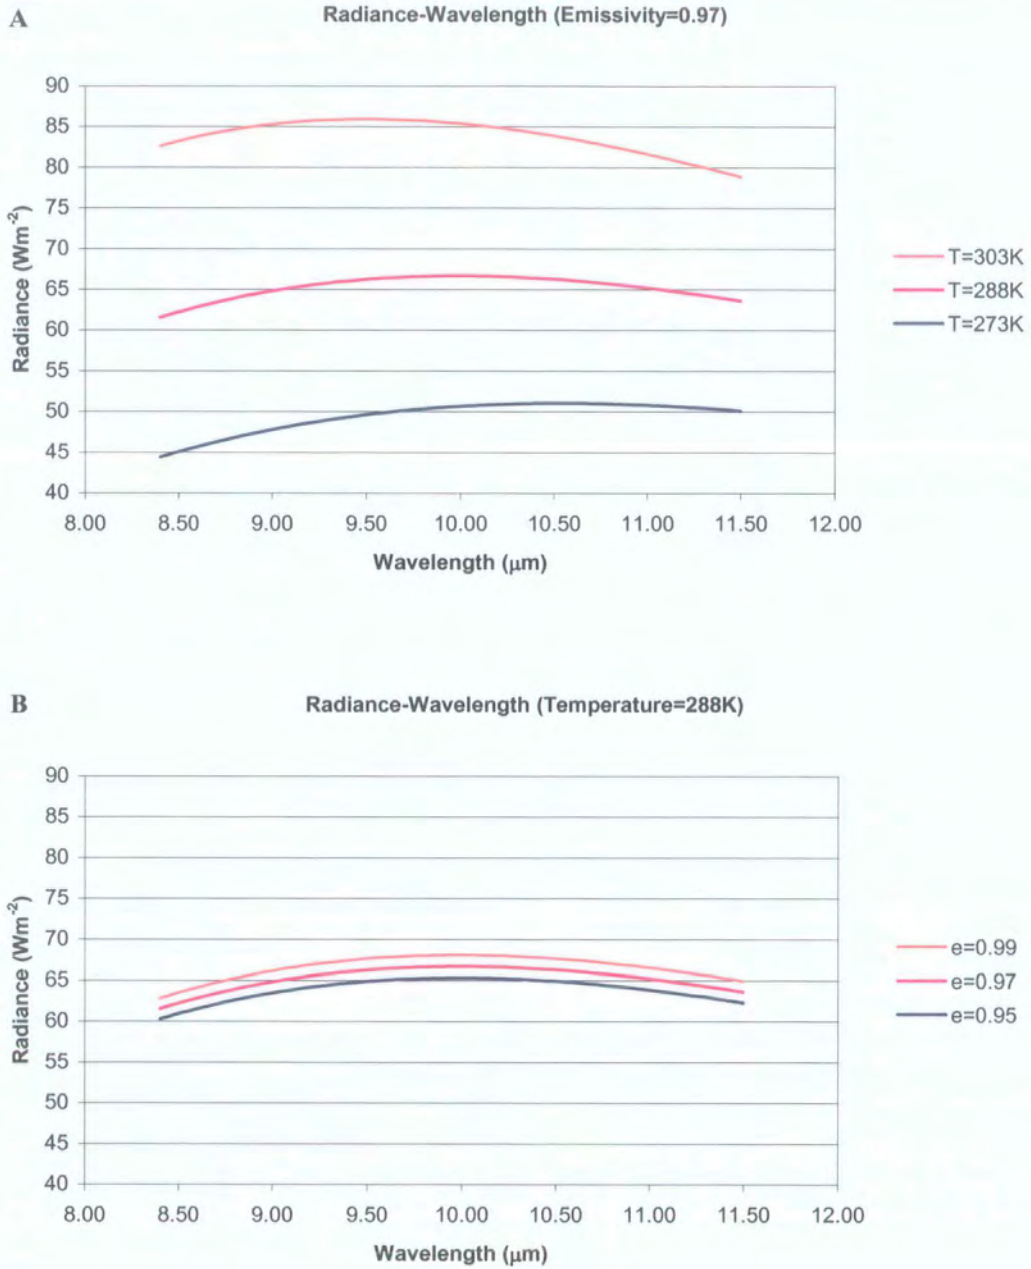 A
Radiance-Wavelength (Emissivity=0.97)
90
85
80
75
70
65
60
55
50
45
40
Radiance (Wm⁻²)
8.00 8.50 9.00 9.50 10.00 10.50 11.00 11.50 12.00
Wavelength (μm)
T=303K
T=288K
T=273K
B
Radiance-Wavelength (Temperature=288K)
90
85
80
75
70
65
60
55
50
45
40
Radiance (Wm⁻²)
8.00 8.50 9.00 9.50 10.00 10.50 11.00 11.50 12.00
Wavelength (μm)
e=0.99
e=0.97
e=0.95